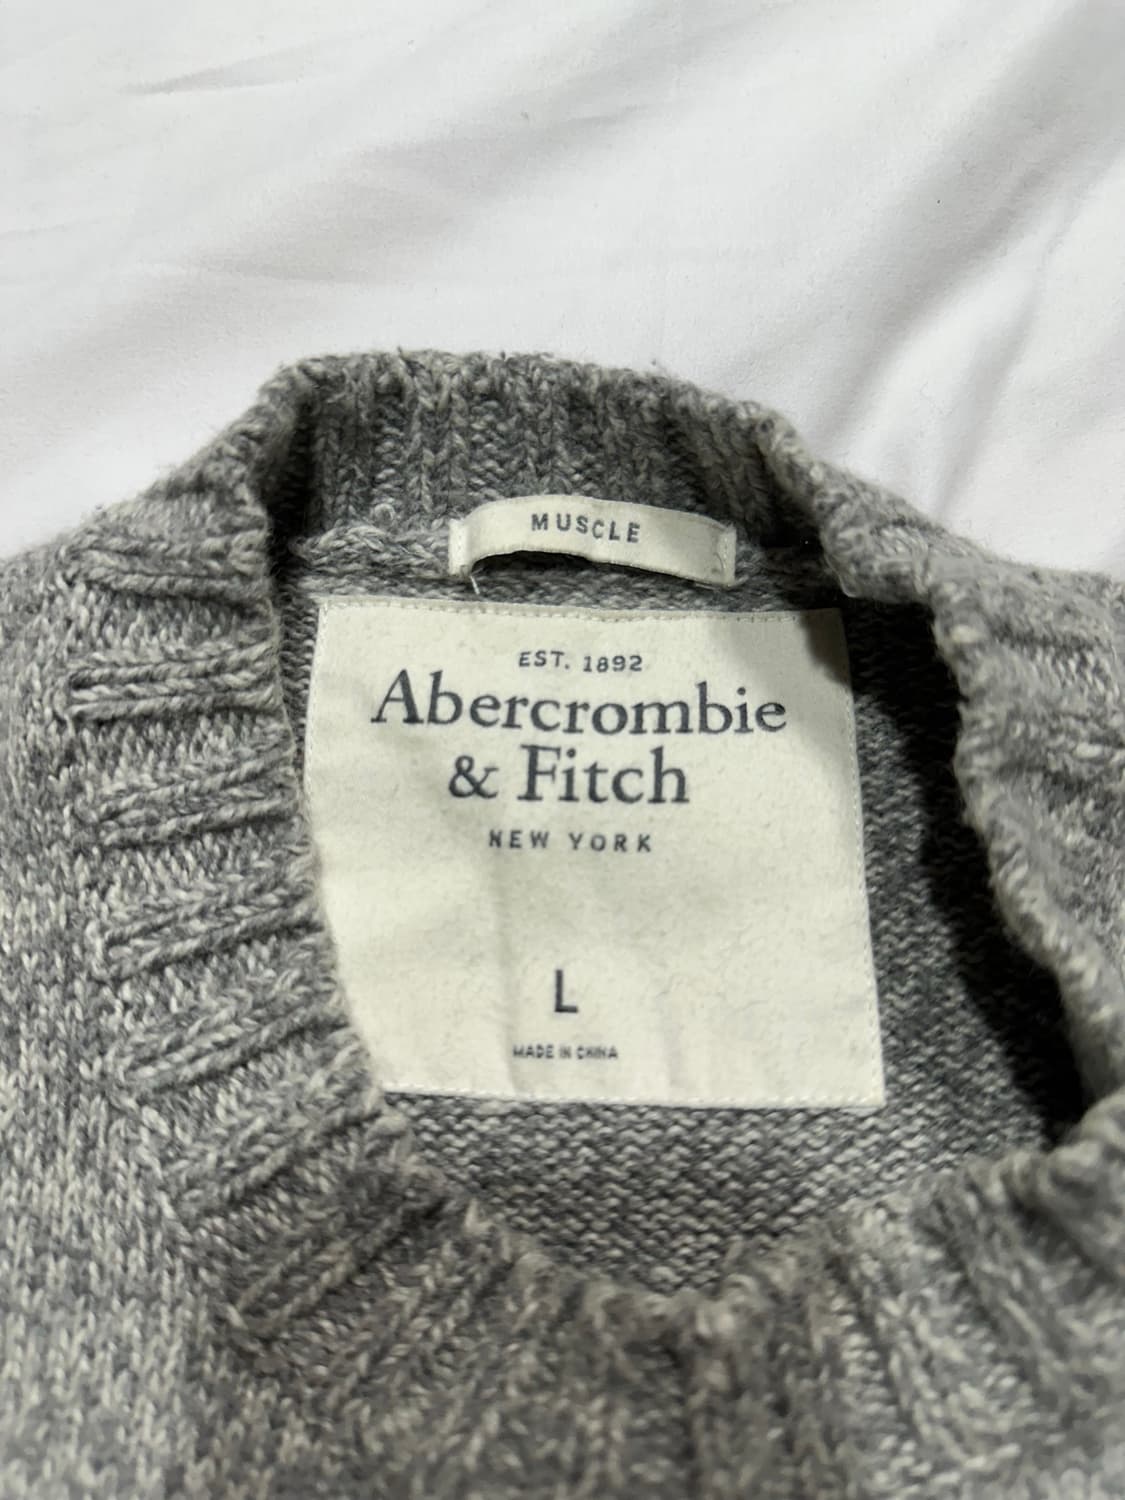 MUSCLE
EST. 1892
Abercrombie
& Fitch
NEW YORK
L
MADE IN CHINA